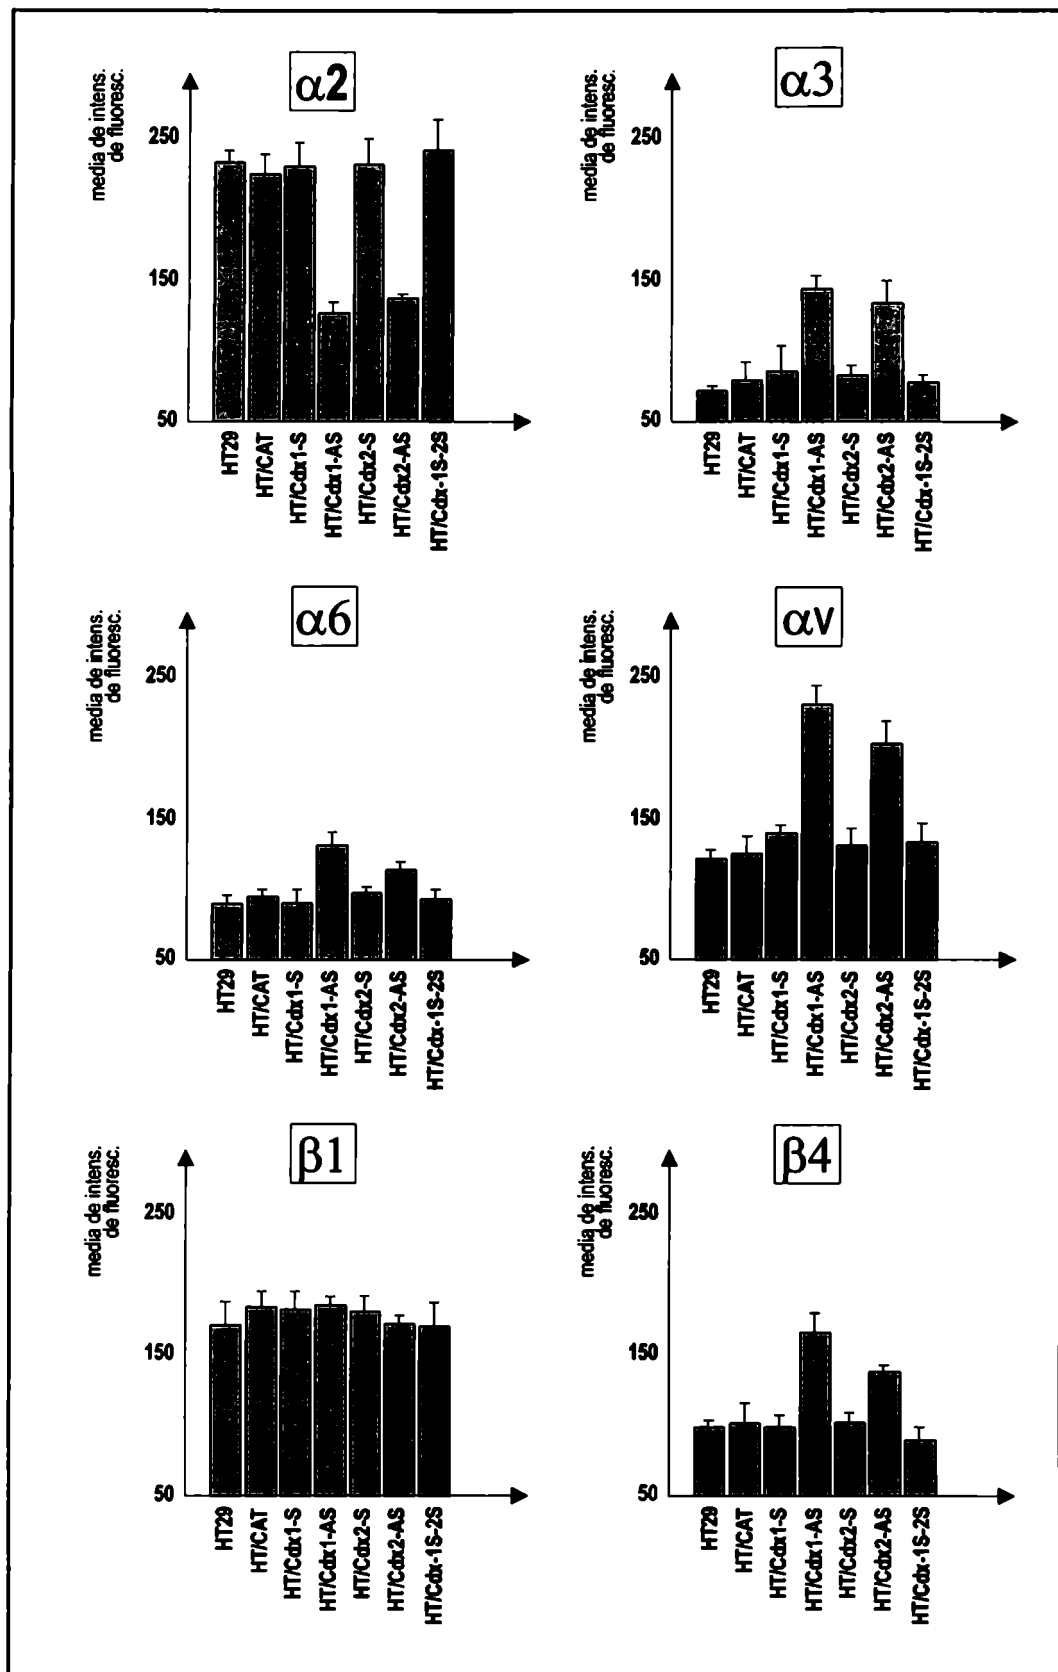 α2
media de intens.
de fluoresc.
250
150
50
HT29
HT/CAT
HT/Cdx1-S
HT/Cdx1-AS
HT/Cdx2-S
HT/Cdx2-AS
HT/Cdx-1S-2S
α3
media de intens.
de fluoresc.
250
150
50
HT29
HT/CAT
HT/Cdx1-S
HT/Cdx1-AS
HT/Cdx2-S
HT/Cdx2-AS
HT/Cdx-1S-2S
α6
media de intens.
de fluoresc.
250
150
50
HT29
HT/CAT
HT/Cdx1-S
HT/Cdx1-AS
HT/Cdx2-S
HT/Cdx2-AS
HT/Cdx-1S-2S
αv
media de intens.
de fluoresc.
250
150
50
HT29
HT/CAT
HT/Cdx1-S
HT/Cdx1-AS
HT/Cdx2-S
HT/Cdx2-AS
HT/Cdx-1S-2S
β1
media de intens.
de fluoresc.
250
150
50
HT29
HT/CAT
HT/Cdx1-S
HT/Cdx1-AS
HT/Cdx2-S
HT/Cdx2-AS
HT/Cdx-1S-2S
β4
media de intens.
de fluoresc.
250
150
50
HT29
HT/CAT
HT/Cdx1-S
HT/Cdx1-AS
HT/Cdx2-S
HT/Cdx2-AS
HT/Cdx-1S-2S